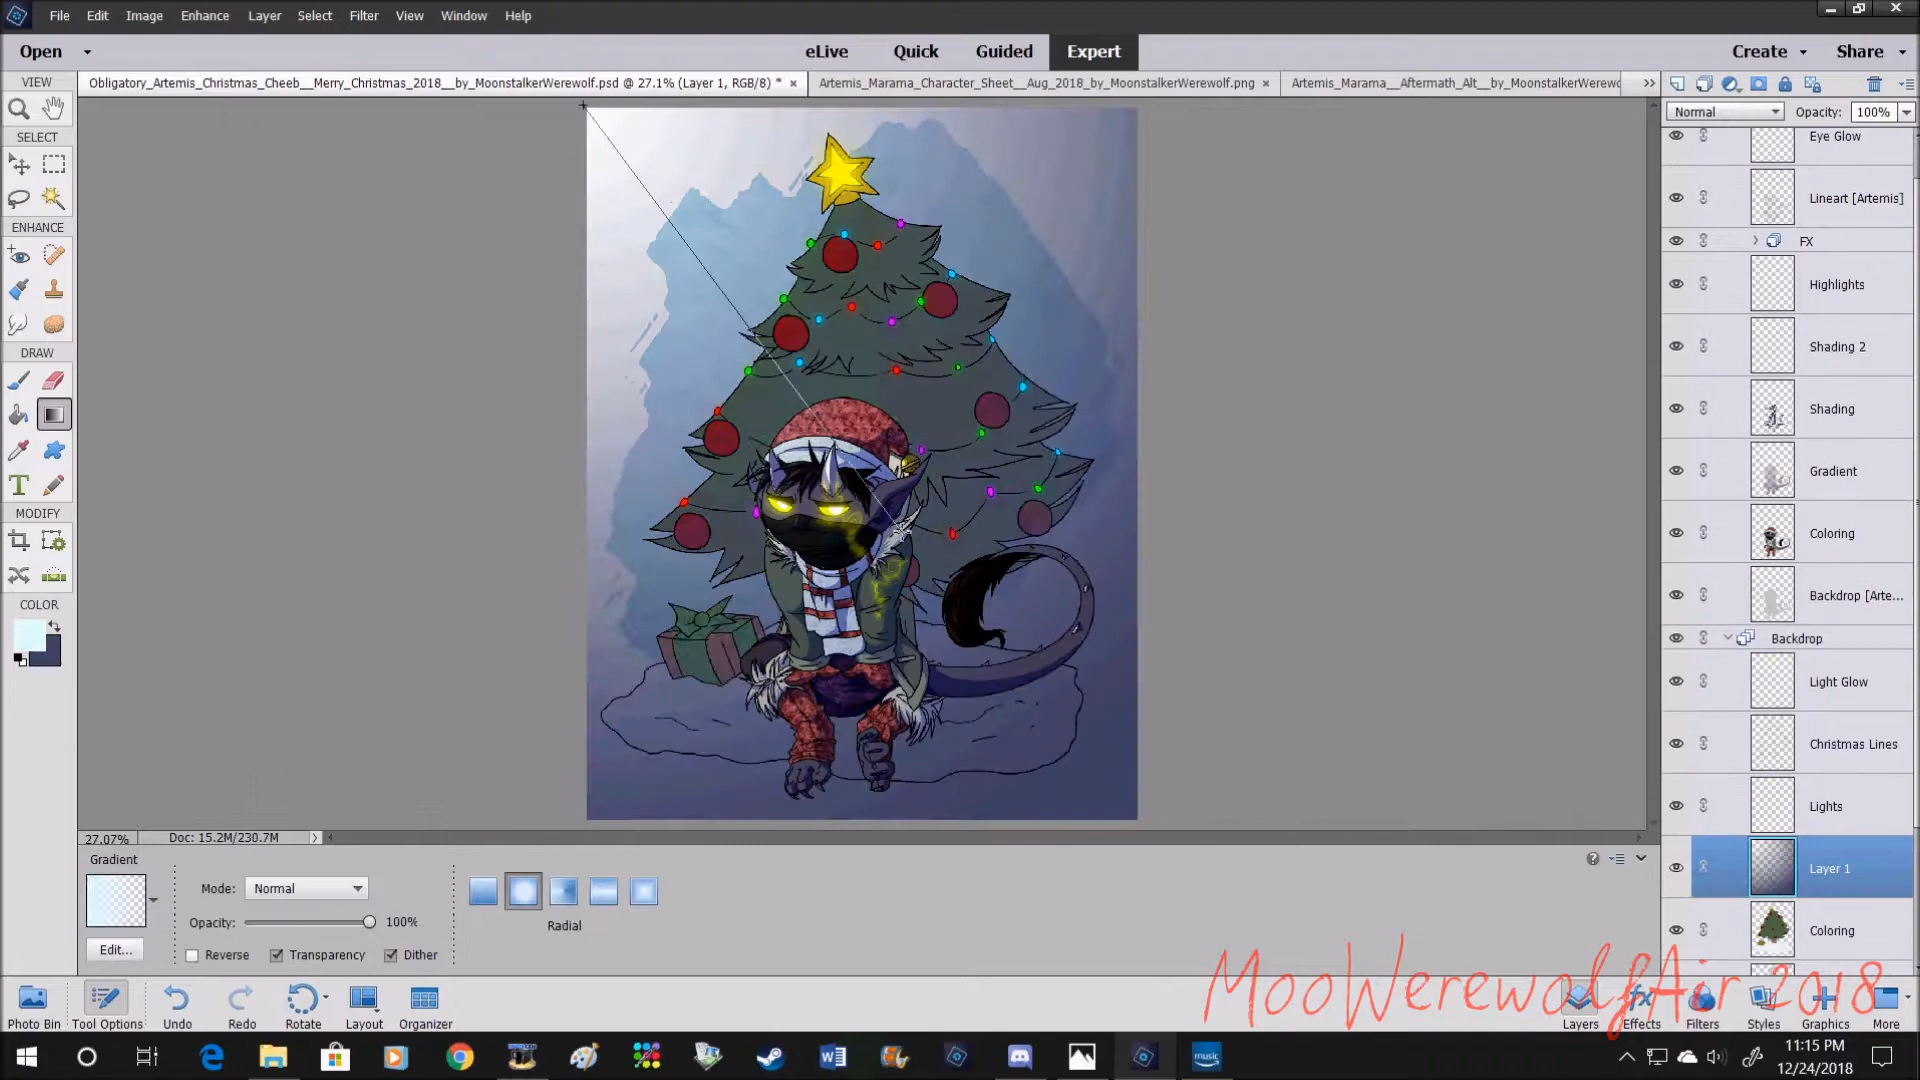 File Edit Image Enhance Layer Select Filter View Window Help
Open eLive Quick Guided Expert Create Share
VIEW
Obligatory_Artemis_Christmas_Cheeb__Merry_Christmas_2018__by_MoonstalkerWerewolf.psd @ 27.1% (Layer 1, RGB/8) * ×
Artemis_Marama_Character_Sheet__Aug_2018_by_MoonstalkerWerewolf.png ×
Artemis_Marama__Aftermath_Alt__by_MoonstalkerWerewo
Normal Opacity: 100%
SELECT
ENHANCE
DRAW
MODIFY
COLOR
Eye Glow
Lineart [Artemis]
FX
Highlights
Shading 2
Shading
Gradient
Coloring
Backdrop [Arte...
Backdrop
Light Glow
Christmas Lines
Lights
Layer 1
Coloring
27.07% Doc: 15.2M/230.7M
Gradient
Mode: Normal
Opacity: 100%
Radial
Edit...
Reverse Transparency Dither
MooWerewolfAir 2018
Photo Bin Tool Options Undo Redo Rotate Layout Organizer
Layers Effects Filters Styles Graphics More
music
11:15 PM
12/24/2018